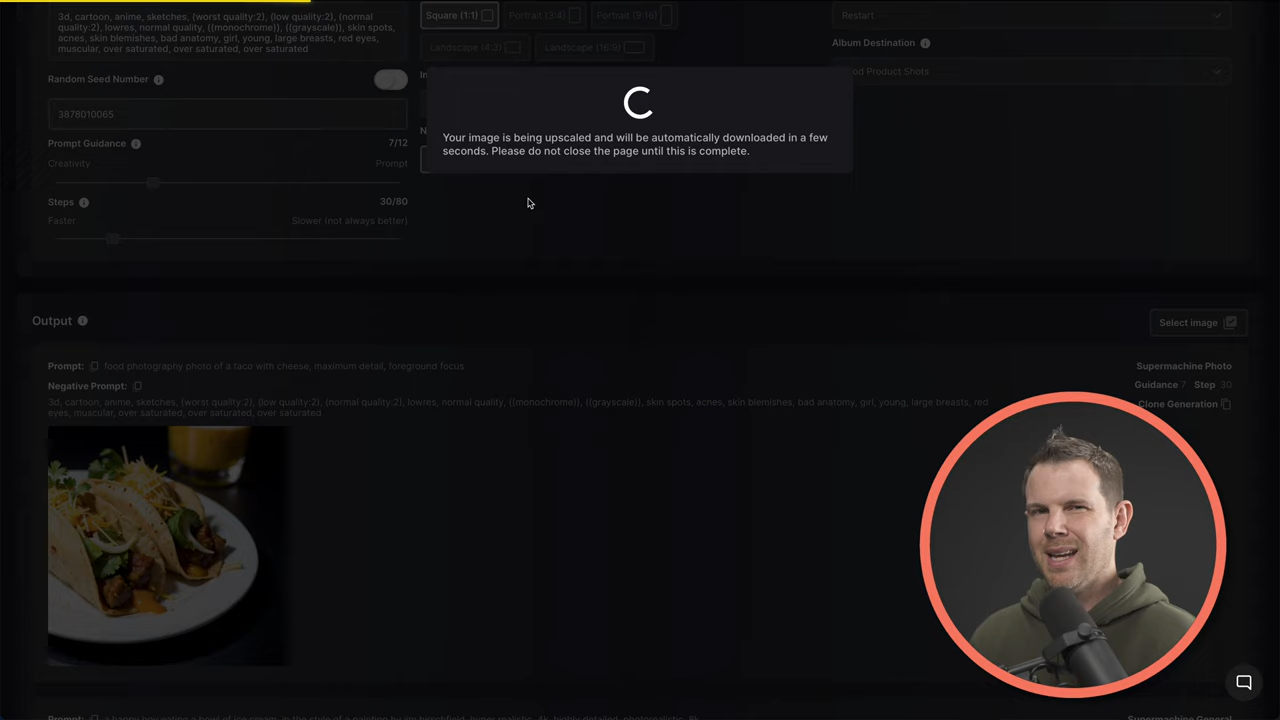 3d, cartoon, anime, sketches, (worst quality:2), (low quality:2), (normal
quality:2), lowres, normal quality, ((monochrome)), ((grayscale)), skin spots,
acnes, skin blemishes, bad anatomy, girl, young, large breasts, red eyes,
muscular, over saturated, over saturated, over saturated
Random Seed Number
3878010065
Prompt Guidance
7/12
Creativity
Prompt
Steps
30/80
Faster
Slower (not always better)
Square (1:1)
Portrait (3:4)
Portrait (9:16)
Landscape (4:3)
Landscape (16:9)
Restart
Album Destination
Product Shots
Your image is being upscaled and will be automatically downloaded in a few
seconds. Please do not close the page until this is complete.
Output
Select image
Prompt: food photography photo of a taco with cheese, maximum detail, foreground focus
Supermachine Photo
Negative Prompt:
Guidance 7 Step 30
3d, cartoon, anime, sketches, (worst quality:2), (low quality:2), (normal quality:2), lowres, normal quality, ((monochrome)), ((grayscale)), skin spots, acnes, skin blemishes, bad anatomy, girl, young, large breasts, red
eyes, muscular, over saturated, over saturated, over saturated
Clone Generation